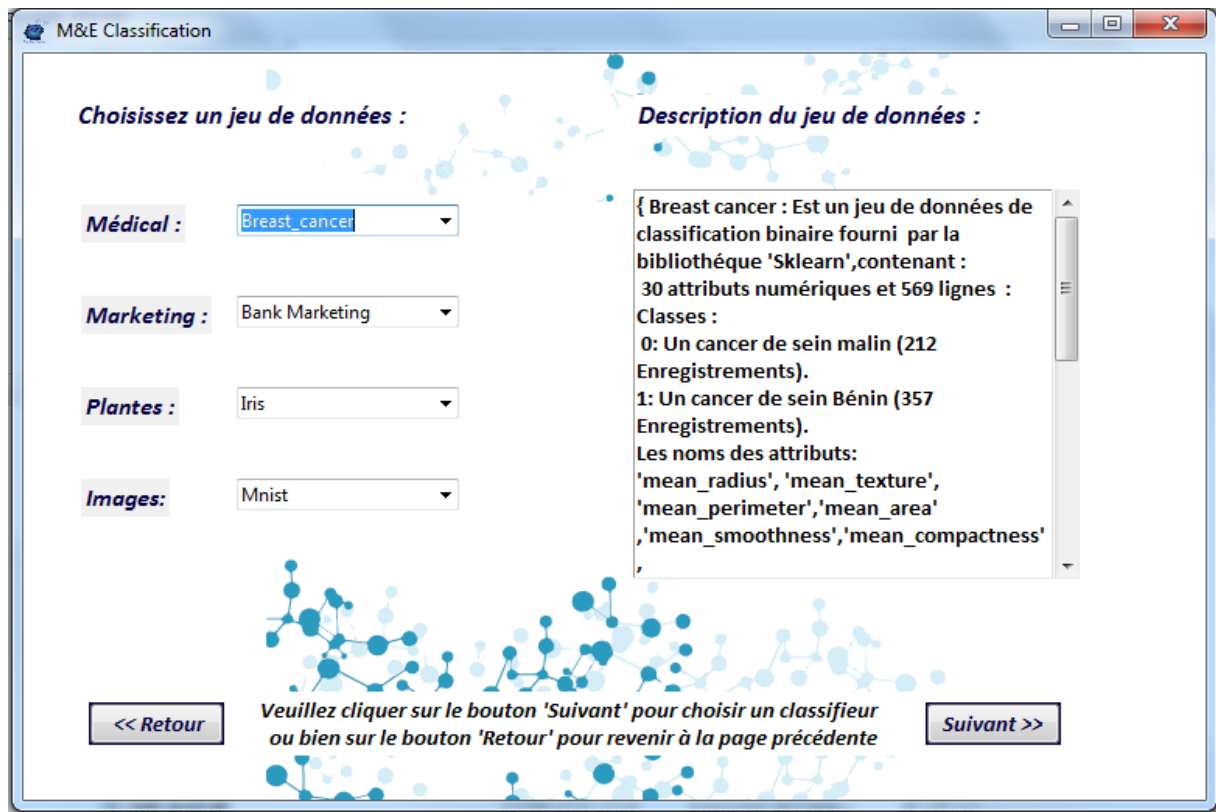 M&E Classification
Choisissez un jeu de données :
Médical :
Breast_cancer
Marketing :
Bank Marketing
Plantes :
Iris
Images:
Mnist
Description du jeu de données :
{ Breast cancer : Est un jeu de données de
classification binaire fourni par la
bibliothéque 'Sklearn',contenant :
30 attributs numériques et 569 lignes :
Classes :
0: Un cancer de sein malin (212
Enregistrements).
1: Un cancer de sein Bénin (357
Enregistrements).
Les noms des attributs:
'mean_radius', 'mean_texture',
'mean_perimeter','mean_area'
,'mean_smoothness','mean_compactness'
,
<< Retour
Veuillez cliquer sur le bouton 'Suivant' pour choisir un classifieur
ou bien sur le bouton 'Retour' pour revenir à la page précédente
Suivant >>